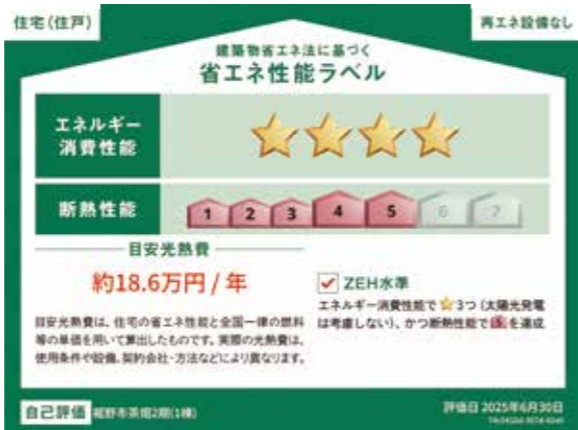 住宅(住戸)
再エネ設備なし
建築物省エネ法に基づく
省エネ性能ラベル
エネルギー
消費性能
断熱性能
1 2 3 4 5 6 7
目安光熱費
約18.6万円 / 年
目安光熱費は、住宅の省エネ性能と全国一律の燃料
等の単価を用いて算出したものです。実際の光熱費は、
使用条件や設備、契約会社・方法などにより異なります。
ZEH水準
エネルギー消費性能で 3つ (太陽光発電
は考慮しない)、かつ断熱性能で 5 を達成
自己評価 裾野市茶畑2期(1棟)
評価日 2025年6月30日